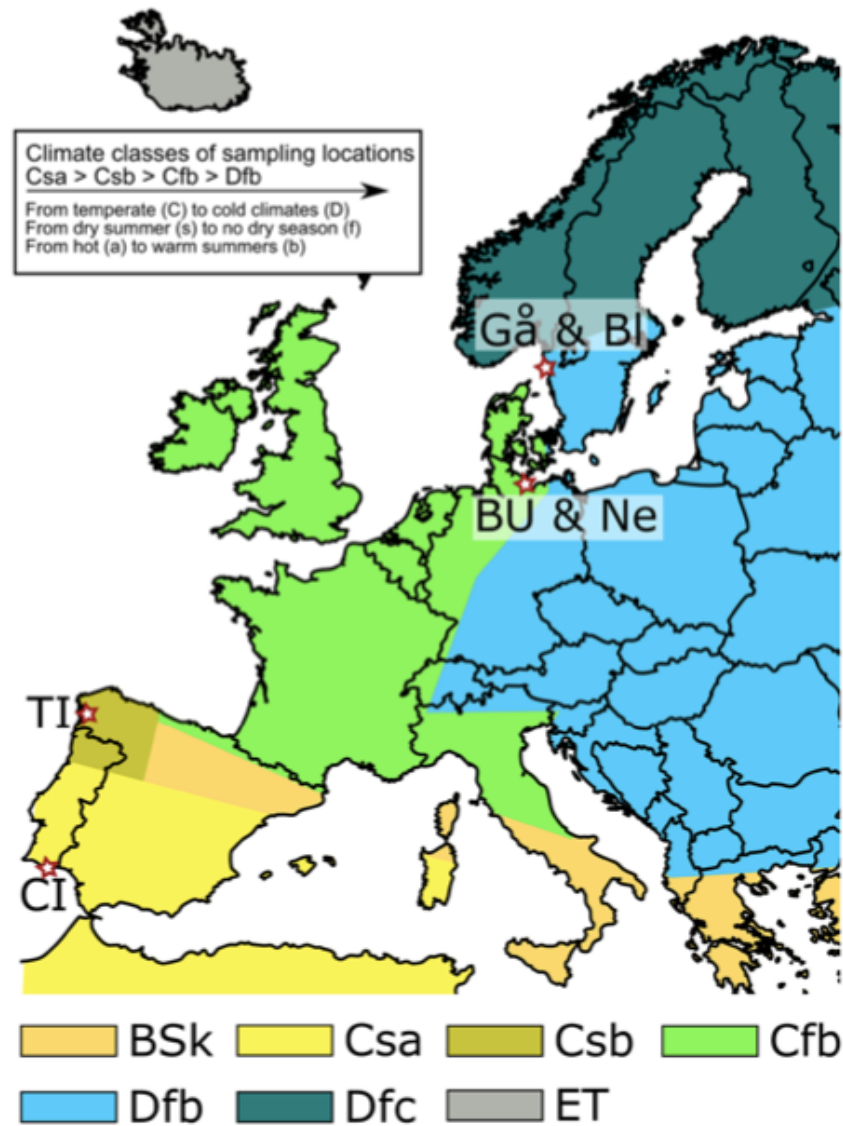 Climate classes of sampling locations
Csa > Csb > Cfb > Dfb
From temperate (C) to cold climates (D)
From dry summer (s) to no dry season (f)
From hot (a) to warm summers (b)
Gå & Bl
BU & Ne
TI
CI
BSk Csa Csb Cfb
Dfb Dfc ET